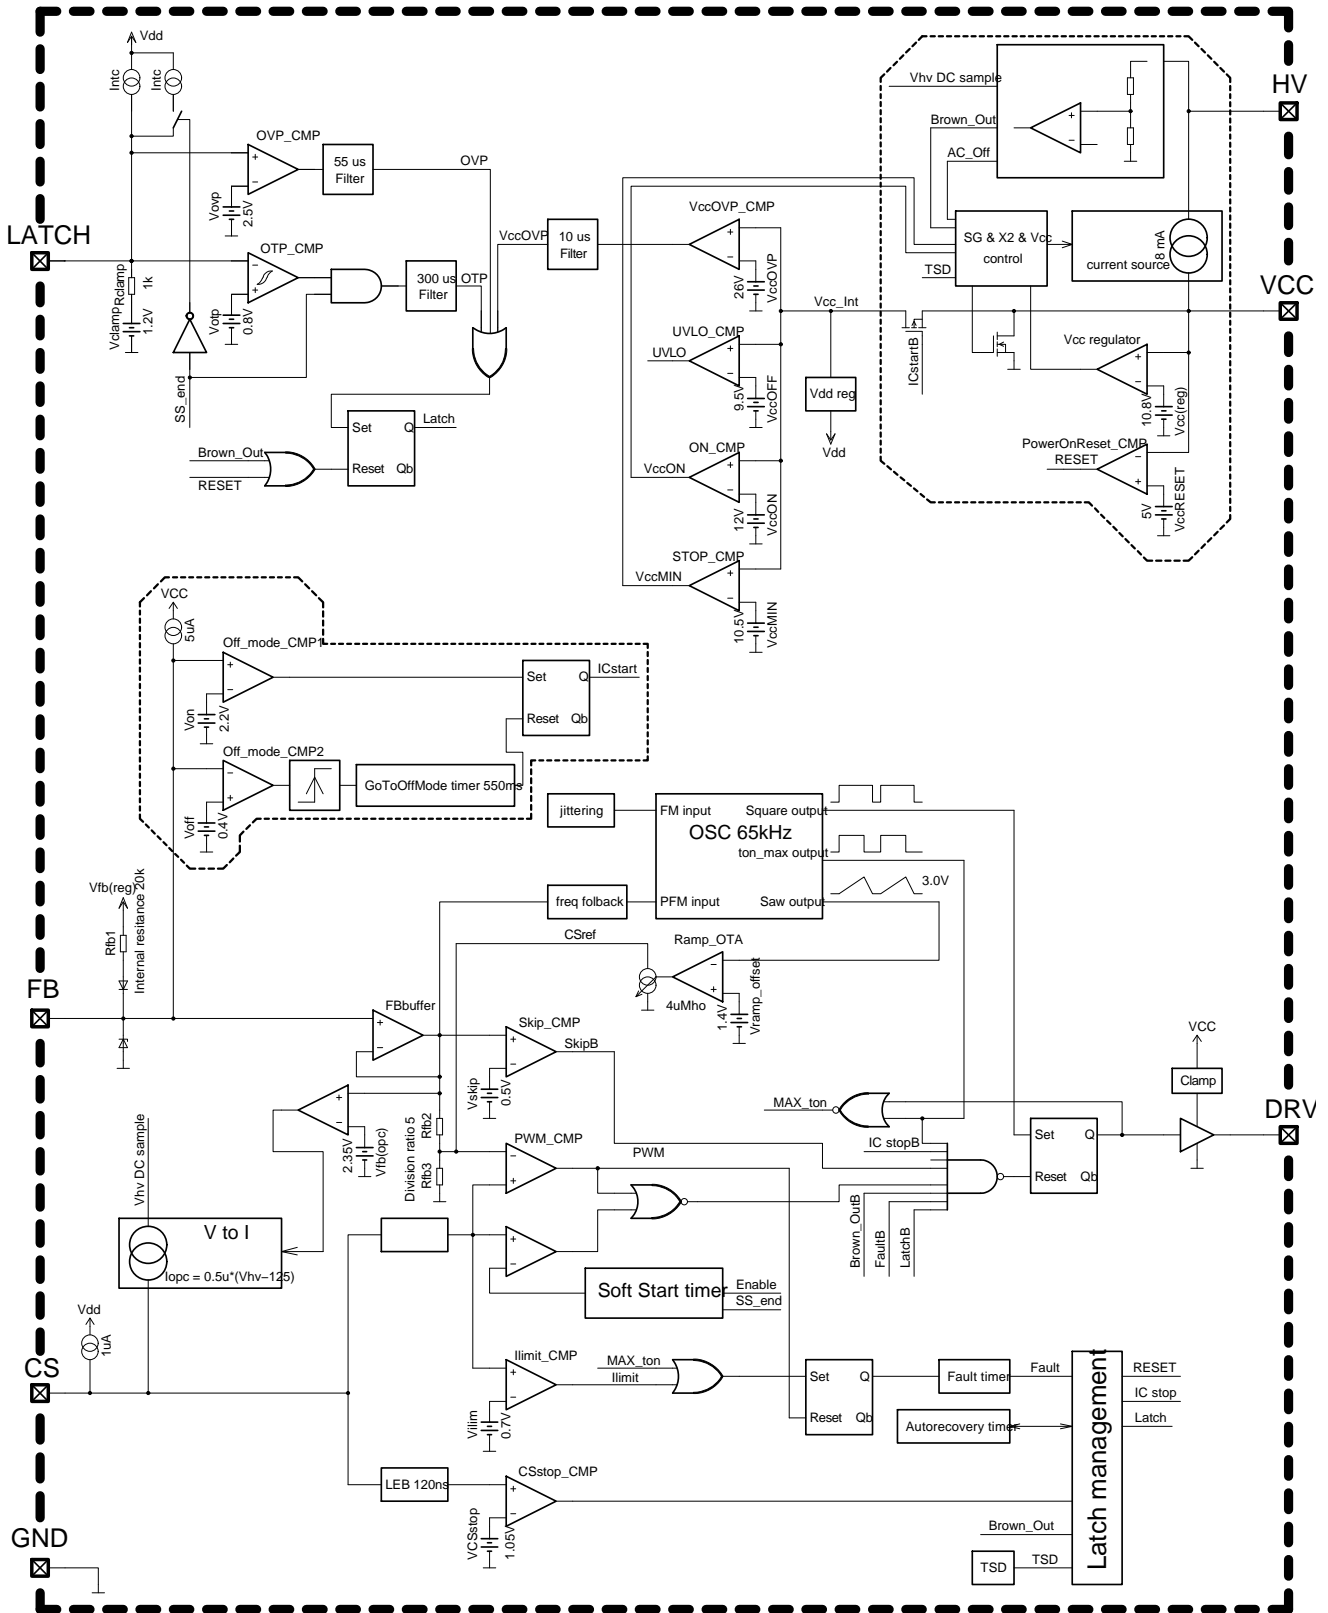 Vdd
Intc
Intc
OVP_CMP
55 us
Filter
OVP
Vovp
2.5V
LATCH
OTP_CMP
300 us
Filter
OTP
Rclamp
1k
Vclamp
1.2V
Votp
0.8V
SS_end
Set
Q
Reset
Qb
Latch
Brown_Out
RESET
VccOVP
10 us
Filter
VccOVP_CMP
26V
VccOVP
UVLO_CMP
UVLO
9.5V
VccOFF
ON_CMP
VccON
12V
VccON
STOP_CMP
VccMIN
10.5V
VccMIN
Vcc_Int
Vdd reg
Vdd
ICstartB
Vhv DC sample
Brown_Out
AC_Off
SG & X2 & Vcc
control
TSD
8 mA
current source
HV
VCC
Vcc regulator
10.8V
Vcc(reg)
PowerOnReset_CMP
RESET
5V
VccRESET
VCC
5uA
Off_mode_CMP1
Von
2.2V
Set
Q
Reset
Qb
ICstart
Off_mode_CMP2
GoToOffMode timer 550ms
Voff
0.4V
jittering
FM input
Square output
OSC 65kHz
ton_max output
freq folback
PFM input
Saw output
3.0V
Vfb(reg)
Rfb1
Internal resitance 20k
FB
CSref
Ramp_OTA
4uMho
1.4V
Vramp_offset
FBbuffer
Skip_CMP
SkipB
Vskip
0.5V
2.35V
Vfb(opc)
Division ratio 5
Rfb2
Rfb3
PWM_CMP
PWM
Vhv DC sample
V to I
Iopc = 0.5u*(Vhv−125)
Soft Start timer
Enable
SS_end
MAX_ton
IC stopB
Brown_OutB
FaultB
LatchB
Set
Q
Reset
Qb
VCC
Clamp
DRV
Vdd
1uA
CS
Ilimit_CMP
Vilim
0.7V
MAX_ton
Ilimit
Set
Q
Reset
Qb
Fault timer
Fault
Autorecovery timer
Latch management
RESET
IC stop
Latch
LEB 120ns
CSstop_CMP
VCSstop
1.05V
Brown_Out
TSD
TSD
GND